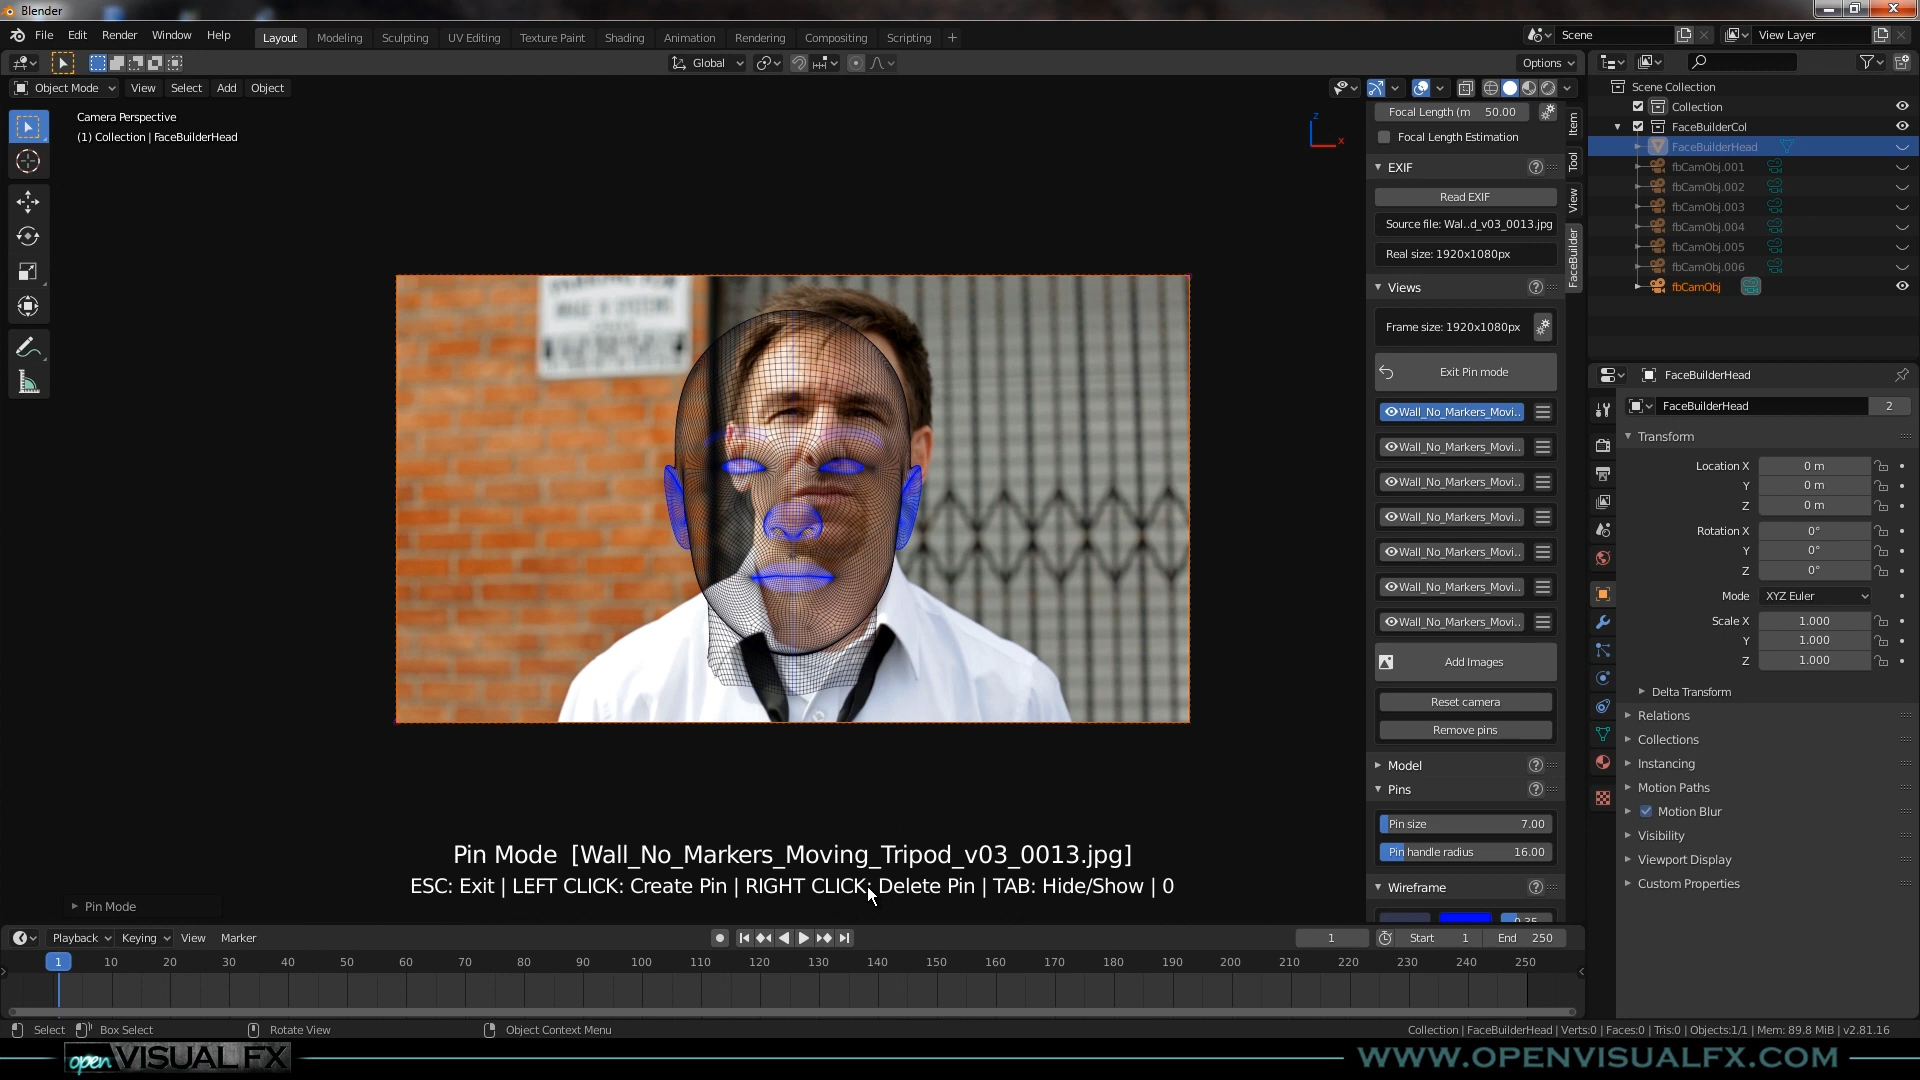 Blender
File Edit Render Window Help
Layout Modeling Sculpting UV Editing Texture Paint Shading Animation Rendering Compositing Scripting +
Scene
View Layer
Global
Options
Object Mode View Select Add Object
Camera Perspective
(1) Collection | FaceBuilderHead
z
x
Focal Length (m 50.00
Focal Length Estimation
EXIF
Read EXIF
Source file: Wal..d_v03_0013.jpg
Real size: 1920x1080px
Views
Frame size: 1920x1080px
Exit Pin mode
Wall_No_Markers_Movi..
Wall_No_Markers_Movi..
Wall_No_Markers_Movi..
Wall_No_Markers_Movi..
Wall_No_Markers_Movi..
Wall_No_Markers_Movi..
Wall_No_Markers_Movi..
Add Images
Reset camera
Remove pins
Model
Pins
Pin size 7.00
Pin handle radius 16.00
Wireframe
0.35
Item
Tool
View
FaceBuilder
Scene Collection
Collection
FaceBuilderCol
FaceBuilderHead
fbCamObj.001
fbCamObj.002
fbCamObj.003
fbCamObj.004
fbCamObj.005
fbCamObj.006
fbCamObj
FaceBuilderHead
FaceBuilderHead 2
Transform
Location X 0 m
Y 0 m
Z 0 m
Rotation X 0°
Y 0°
Z 0°
Mode XYZ Euler
Scale X 1.000
Y 1.000
Z 1.000
Delta Transform
Relations
Collections
Instancing
Motion Paths
Motion Blur
Visibility
Viewport Display
Custom Properties
Pin Mode [Wall_No_Markers_Moving_Tripod_v03_0013.jpg]
ESC: Exit | LEFT CLICK: Create Pin | RIGHT CLICK: Delete Pin | TAB: Hide/Show | 0
Pin Mode
Playback Keying View Marker
1 Start 1 End 250
1 10 20 30 40 50 60 70 80 90 100 110 120 130 140 150 160 170 180 190 200 210 220 230 240 250
Select Box Select Rotate View Object Context Menu
Collection | FaceBuilderHead | Verts:0 | Faces:0 | Tris:0 | Objects:1/1 | Mem: 89.8 MiB | v2.81.16
open VISUALFX
WWW.OPENVISUALFX.COM